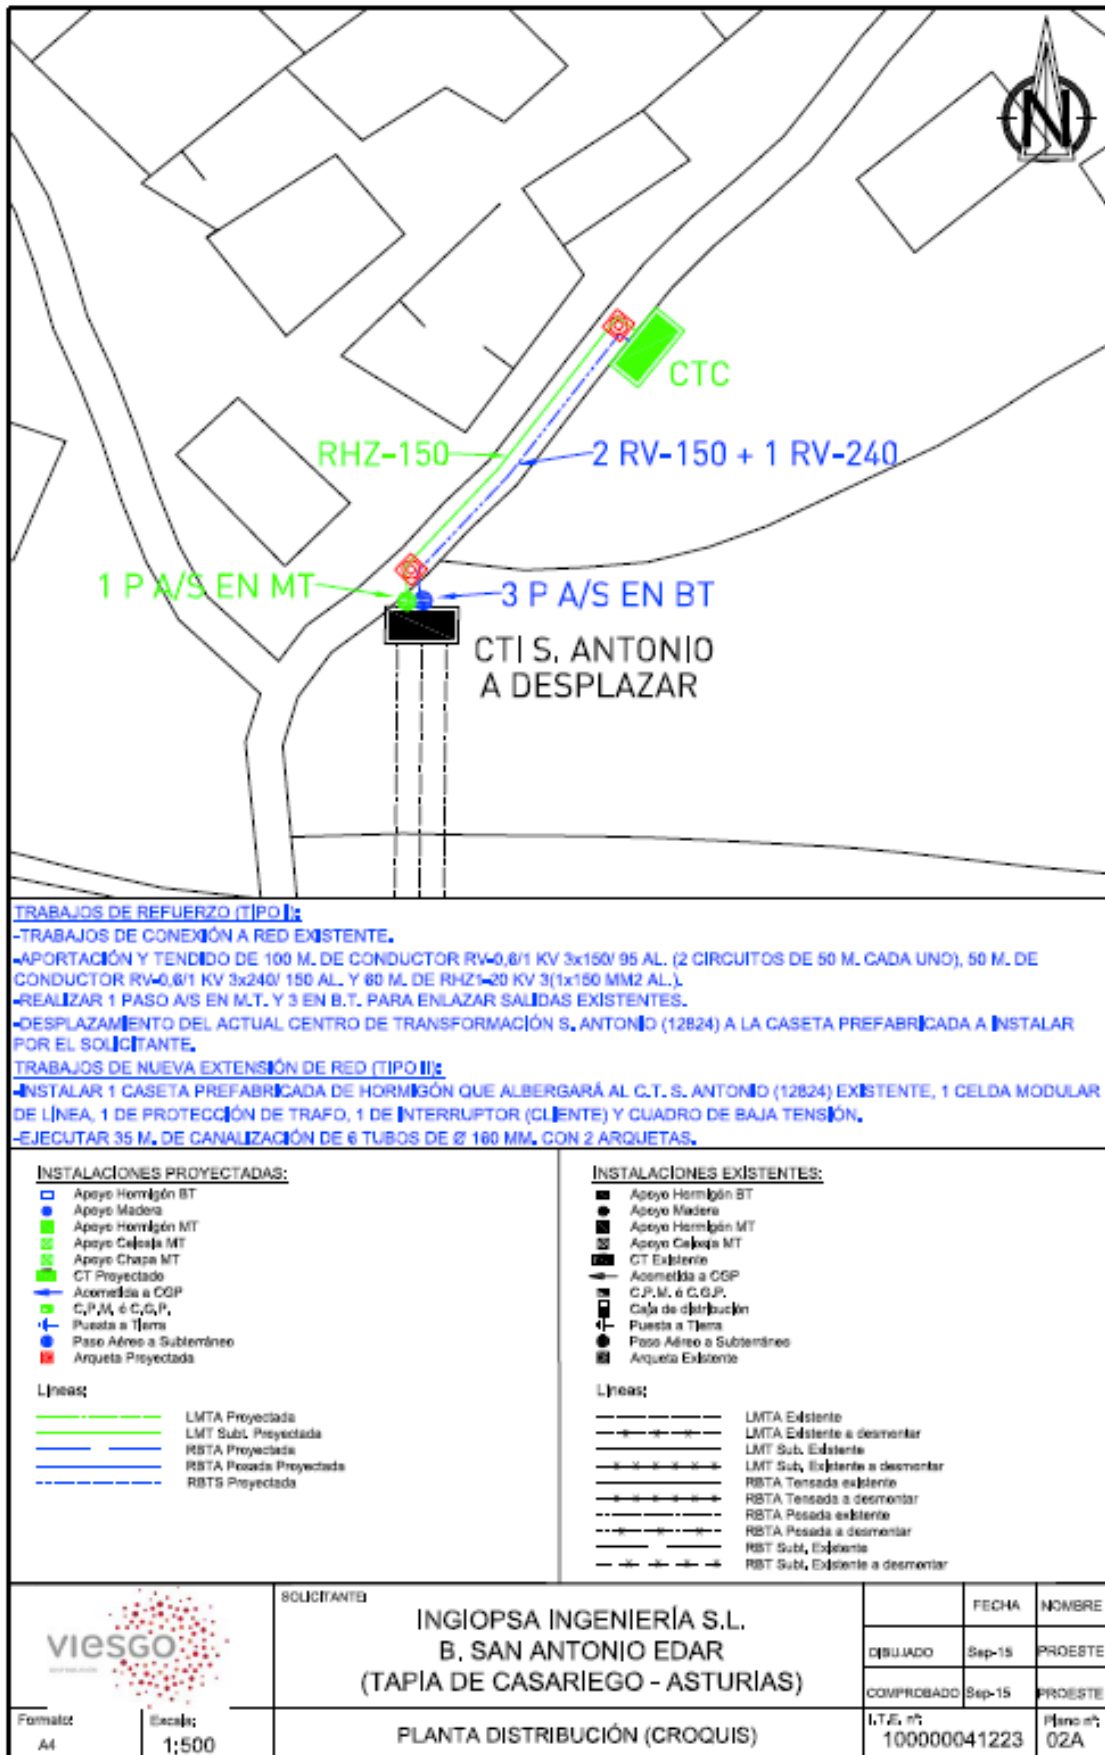 N
CTC
RHZ-150
2 RV-150 + 1 RV-240
1 P A/S EN MT
3 P A/S EN BT
CTI S. ANTONIO
A DESPLAZAR
TRABAJOS DE REFUERZO (TIPO I):
-TRABAJOS DE CONEXIÓN A RED EXISTENTE.
-APORTACIÓN Y TENDIDO DE 100 M. DE CONDUCTOR RV-0,6/1 KV 3x150/ 95 AL. (2 CIRCUITOS DE 50 M. CADA UNO), 50 M. DE
CONDUCTOR RV-0,6/1 KV 3x240/ 150 AL. Y 60 M. DE RHZ1-20 KV 3(1x150 MM2 AL.).
-REALIZAR 1 PASO A/S EN M.T. Y 3 EN B.T. PARA ENLAZAR SALIDAS EXISTENTES.
-DESPLAZAMIENTO DEL ACTUAL CENTRO DE TRANSFORMACIÓN S. ANTONIO (12824) A LA CASETA PREFABRICADA A INSTALAR
POR EL SOLICITANTE.
TRABAJOS DE NUEVA EXTENSIÓN DE RED (TIPO II):
-INSTALAR 1 CASETA PREFABRICADA DE HORMIGÓN QUE ALBERGARÁ AL C.T. S. ANTONIO (12824) EXISTENTE, 1 CELDA MODULAR
DE LÍNEA, 1 DE PROTECCIÓN DE TRAFO, 1 DE INTERRUPTOR (CLIENTE) Y CUADRO DE BAJA TENSIÓN.
-EJECUTAR 35 M. DE CANALIZACIÓN DE 6 TUBOS DE Ø 160 MM. CON 2 ARQUETAS.
INSTALACIONES PROYECTADAS:
Apoyo Hormigón BT
Apoyo Madera
Apoyo Hormigón MT
Apoyo Celosía MT
Apoyo Chapa MT
CT Proyectado
Acometida a CGP
C.P.M. ó C.G.P.
Puesta a Tierra
Paso Aéreo a Subterráneo
Arqueta Proyectada
Líneas:
LMTA Proyectada
LMT Subt. Proyectada
RBTA Proyectada
RBTA Posada Proyectada
RBTS Proyectada
INSTALACIONES EXISTENTES:
Apoyo Hormigón BT
Apoyo Madera
Apoyo Hormigón MT
Apoyo Celosía MT
CT Existente
Acometida a CGP
C.P.M. ó C.G.P.
Caja de distribución
Puesta a Tierra
Paso Aéreo a Subterráneo
Arqueta Existente
Líneas:
LMTA Existente
LMTA Existente a desmontar
LMT Sub. Existente
LMT Sub. Existente a desmontar
RBTA Tensada existente
RBTA Tensada a desmontar
RBTA Posada existente
RBTA Posada a desmontar
RBT Subt. Existente
RBT Subt. Existente a desmontar
viesgo
SOLICITANTE:
INGIOPSA INGENIERÍA S.L.
B. SAN ANTONIO EDAR
(TAPIA DE CASARIEGO - ASTURIAS)
FECHA NOMBRE
DIBUJADO Sep-15 PROESTE
COMPROBADO Sep-15 PROESTE
Formato:
A4
Escala:
1:500
PLANTA DISTRIBUCIÓN (CROQUIS)
I.T.E. nº:
100000041223
Plano nº:
02A